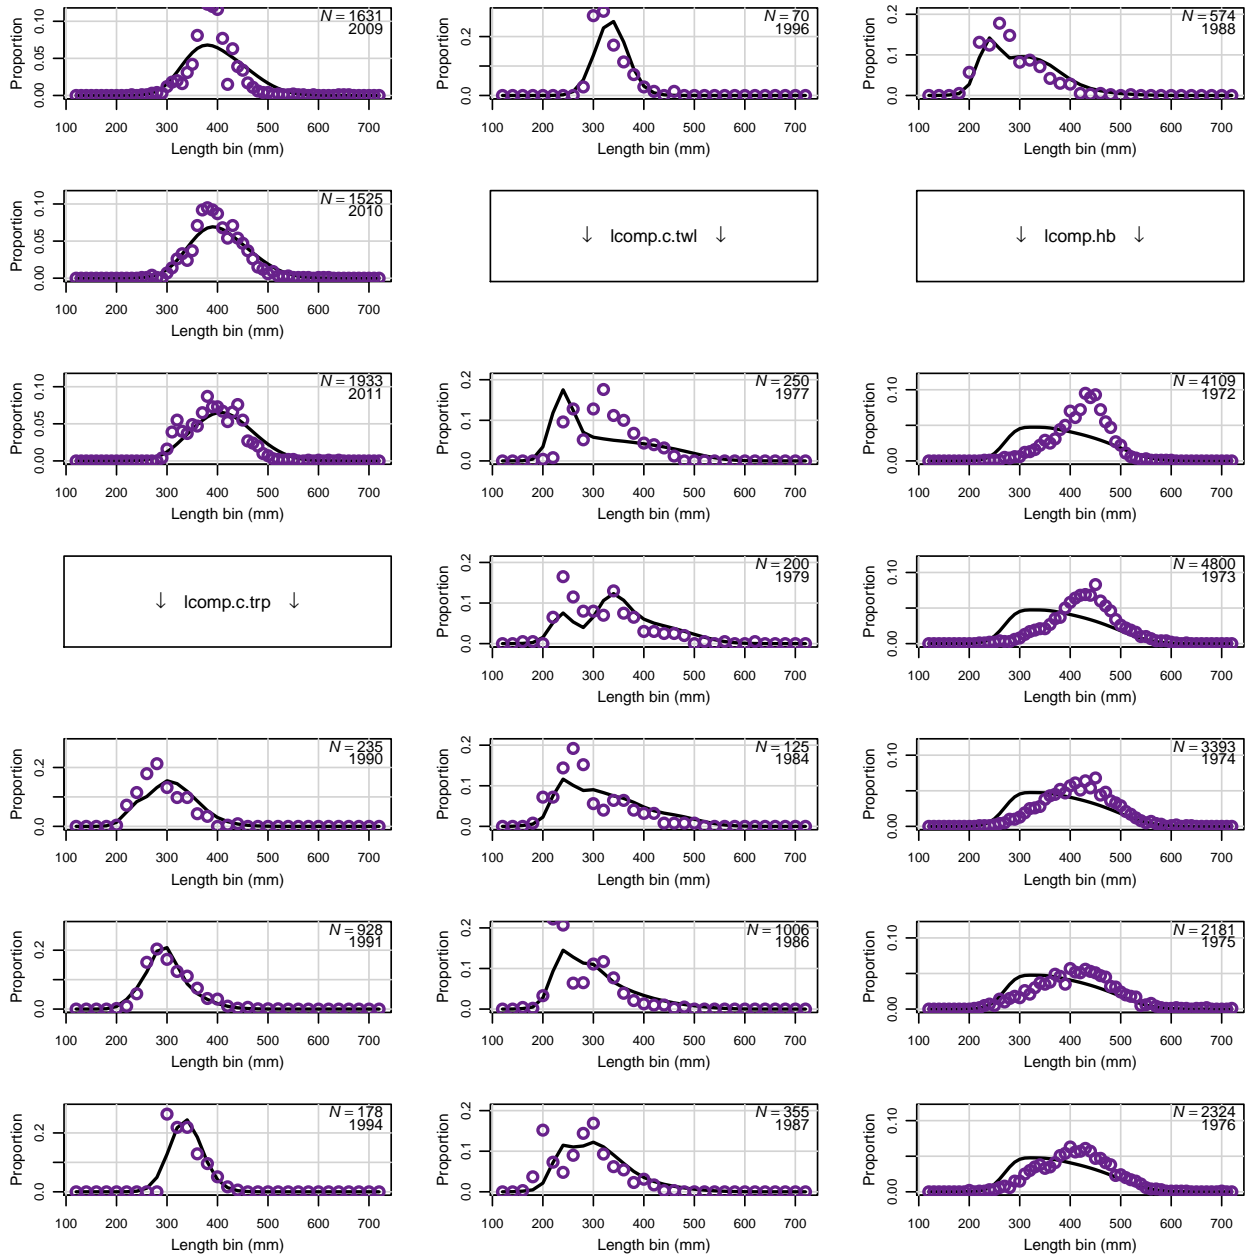 N = 1631
2009
Proportion
0.00 0.05 0.10
100 200 300 400 500 600 700
Length bin (mm)
N = 1525
2010
Proportion
0.00 0.05 0.10
100 200 300 400 500 600 700
Length bin (mm)
N = 1933
2011
Proportion
0.00 0.05 0.10
100 200 300 400 500 600 700
Length bin (mm)
↓ lcomp.c.trp ↓
N = 235
1990
Proportion
0.0 0.2
100 200 300 400 500 600 700
Length bin (mm)
N = 928
1991
Proportion
0.0 0.2
100 200 300 400 500 600 700
Length bin (mm)
N = 178
1994
Proportion
0.0 0.2
100 200 300 400 500 600 700
Length bin (mm)
N = 70
1996
Proportion
0.0 0.2
100 200 300 400 500 600 700
Length bin (mm)
↓ lcomp.c.twl ↓
N = 250
1977
Proportion
0.0 0.1 0.2
100 200 300 400 500 600 700
Length bin (mm)
N = 200
1979
Proportion
0.0 0.1 0.2
100 200 300 400 500 600 700
Length bin (mm)
N = 125
1984
Proportion
0.0 0.1 0.2
100 200 300 400 500 600 700
Length bin (mm)
N = 1006
1986
Proportion
0.0 0.1 0.2
100 200 300 400 500 600 700
Length bin (mm)
N = 355
1987
Proportion
0.0 0.1 0.2
100 200 300 400 500 600 700
Length bin (mm)
N = 574
1988
Proportion
0.0 0.1 0.2
100 200 300 400 500 600 700
Length bin (mm)
↓ lcomp.hb ↓
N = 4109
1972
Proportion
0.00 0.10
100 200 300 400 500 600 700
Length bin (mm)
N = 4800
1973
Proportion
0.00 0.10
100 200 300 400 500 600 700
Length bin (mm)
N = 3393
1974
Proportion
0.00 0.10
100 200 300 400 500 600 700
Length bin (mm)
N = 2181
1975
Proportion
0.00 0.10
100 200 300 400 500 600 700
Length bin (mm)
N = 2324
1976
Proportion
0.00 0.10
100 200 300 400 500 600 700
Length bin (mm)